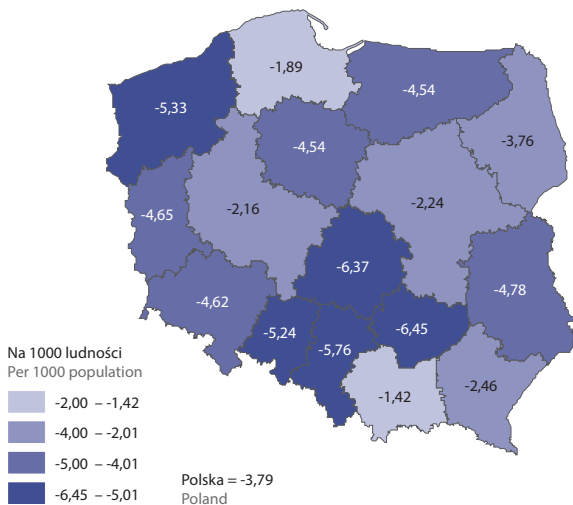 -1,89
-5,33
-4,54
-3,76
-4,54
-4,65
-2,16
-2,24
-6,37
-4,78
-4,62
-5,24
-5,76
-6,45
-1,42
-2,46
Na 1000 ludności
Per 1000 population
-2,00 – -1,42
-4,00 – -2,01
-5,00 – -4,01
-6,45 – -5,01
Polska = -3,79
Poland